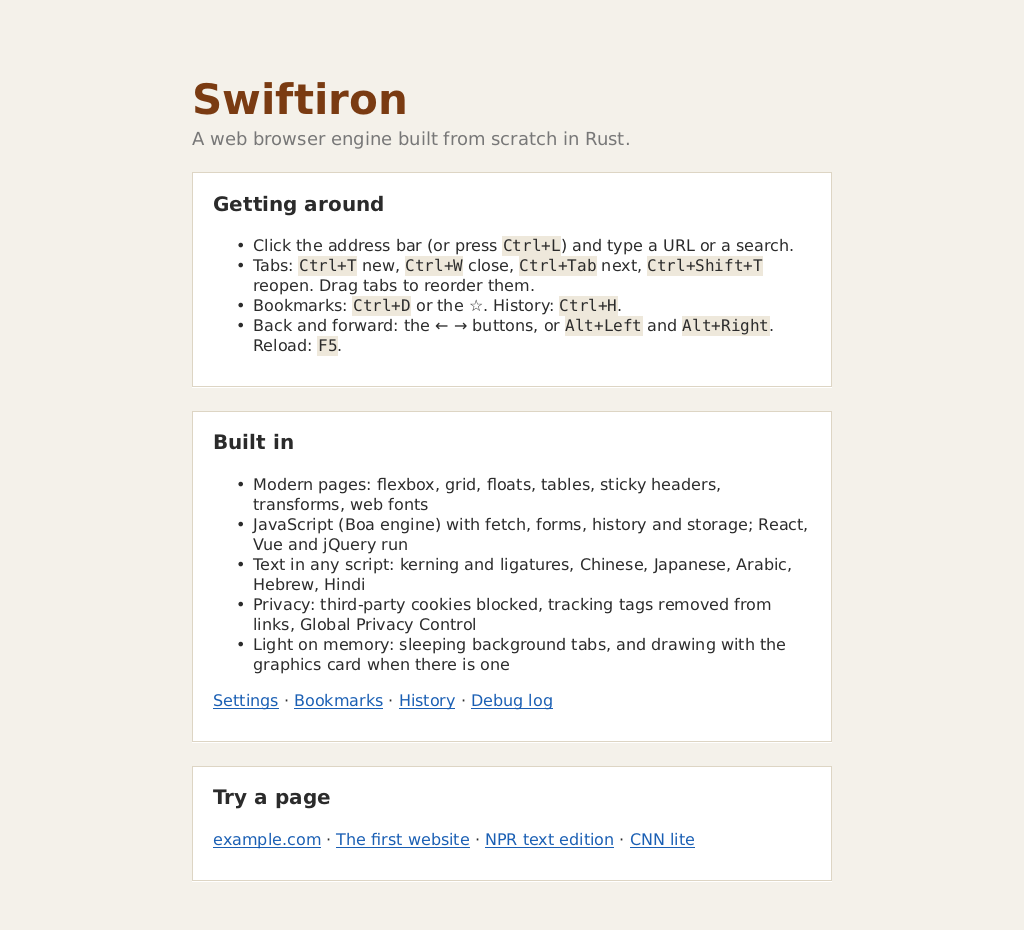 Swiftiron
A web browser engine built from scratch in Rust.
Getting around
• Click the address bar (or press Ctrl+L) and type a URL or a search.
• Tabs: Ctrl+T new, Ctrl+W close, Ctrl+Tab next, Ctrl+Shift+T
reopen. Drag tabs to reorder them.
• Bookmarks: Ctrl+D or the ☆. History: Ctrl+H.
• Back and forward: the ← → buttons, or Alt+Left and Alt+Right.
Reload: F5.
Built in
• Modern pages: flexbox, grid, floats, tables, sticky headers,
transforms, web fonts
• JavaScript (Boa engine) with fetch, forms, history and storage; React,
Vue and jQuery run
• Text in any script: kerning and ligatures, Chinese, Japanese, Arabic,
Hebrew, Hindi
• Privacy: third-party cookies blocked, tracking tags removed from
links, Global Privacy Control
• Light on memory: sleeping background tabs, and drawing with the
graphics card when there is one
Settings · Bookmarks · History · Debug log
Try a page
example.com · The first website · NPR text edition · CNN lite